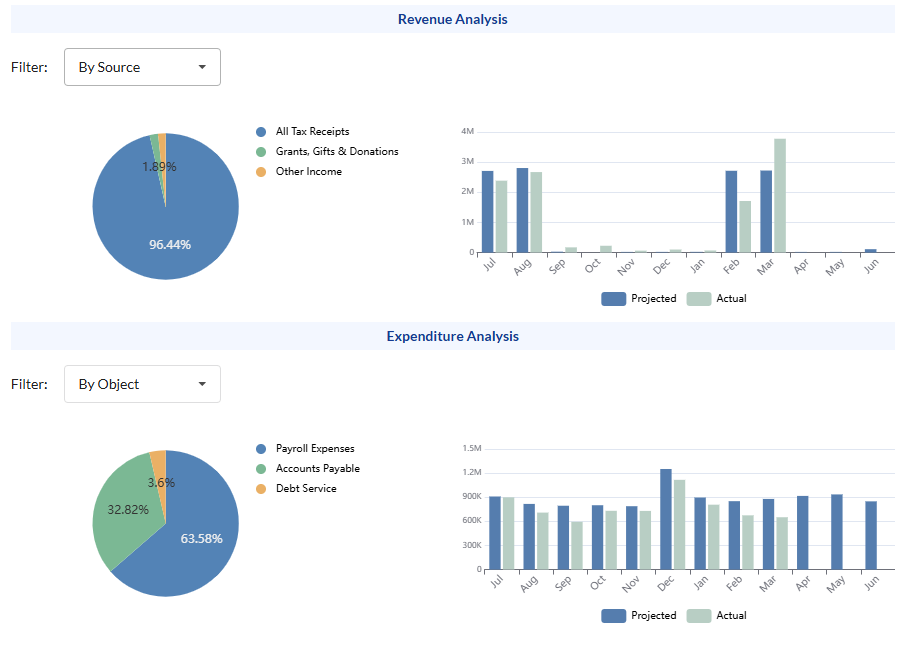 Revenue Analysis
Filter: By Source
All Tax Receipts
Grants, Gifts & Donations
Other Income
1.89%
96.44%
4M
3M
2M
1M
0
Jul Aug Sep Oct Nov Dec Jan Feb Mar Apr May Jun
Projected Actual
Expenditure Analysis
Filter: By Object
Payroll Expenses
Accounts Payable
Debt Service
3.6%
32.82%
63.58%
1.5M
1.2M
900K
600K
300K
0
Jul Aug Sep Oct Nov Dec Jan Feb Mar Apr May Jun
Projected Actual